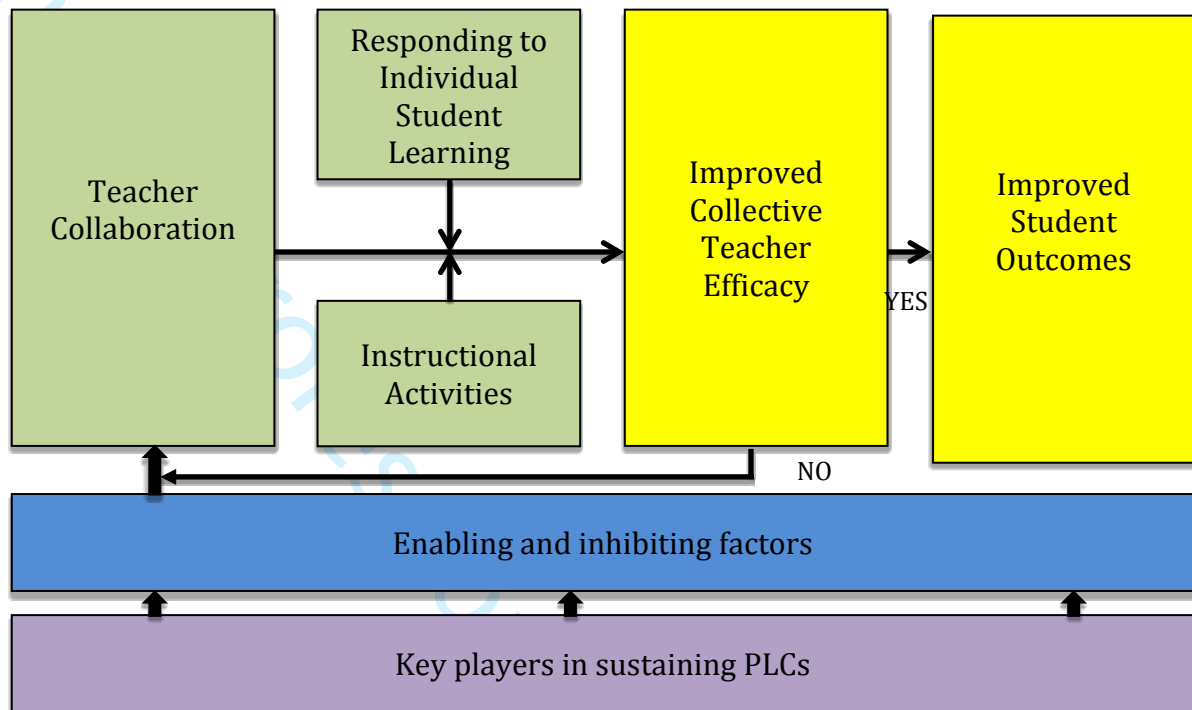 Teacher
Collaboration
Responding to
Individual
Student
Learning
Instructional
Activities
Improved
Collective
Teacher
Efficacy
YES
Improved
Student
Outcomes
NO
Enabling and inhibiting factors
Key players in sustaining PLCs